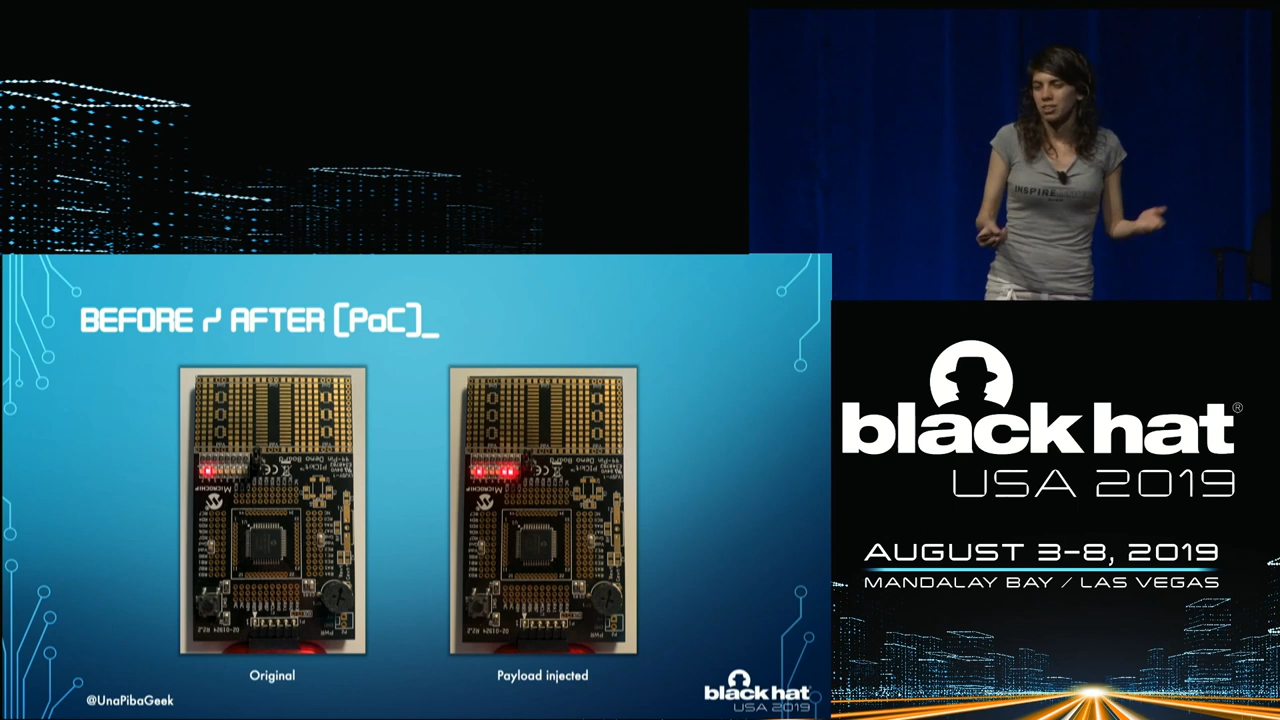 INSPIRE
BEFORE / AFTER [PoC]_
MICROCHIP
Original
Payload injected
@UnaPibaGeek
black hat
USA 2019
black hat®
USA 2019
AUGUST 3-8, 2019
MANDALAY BAY / LAS VEGAS